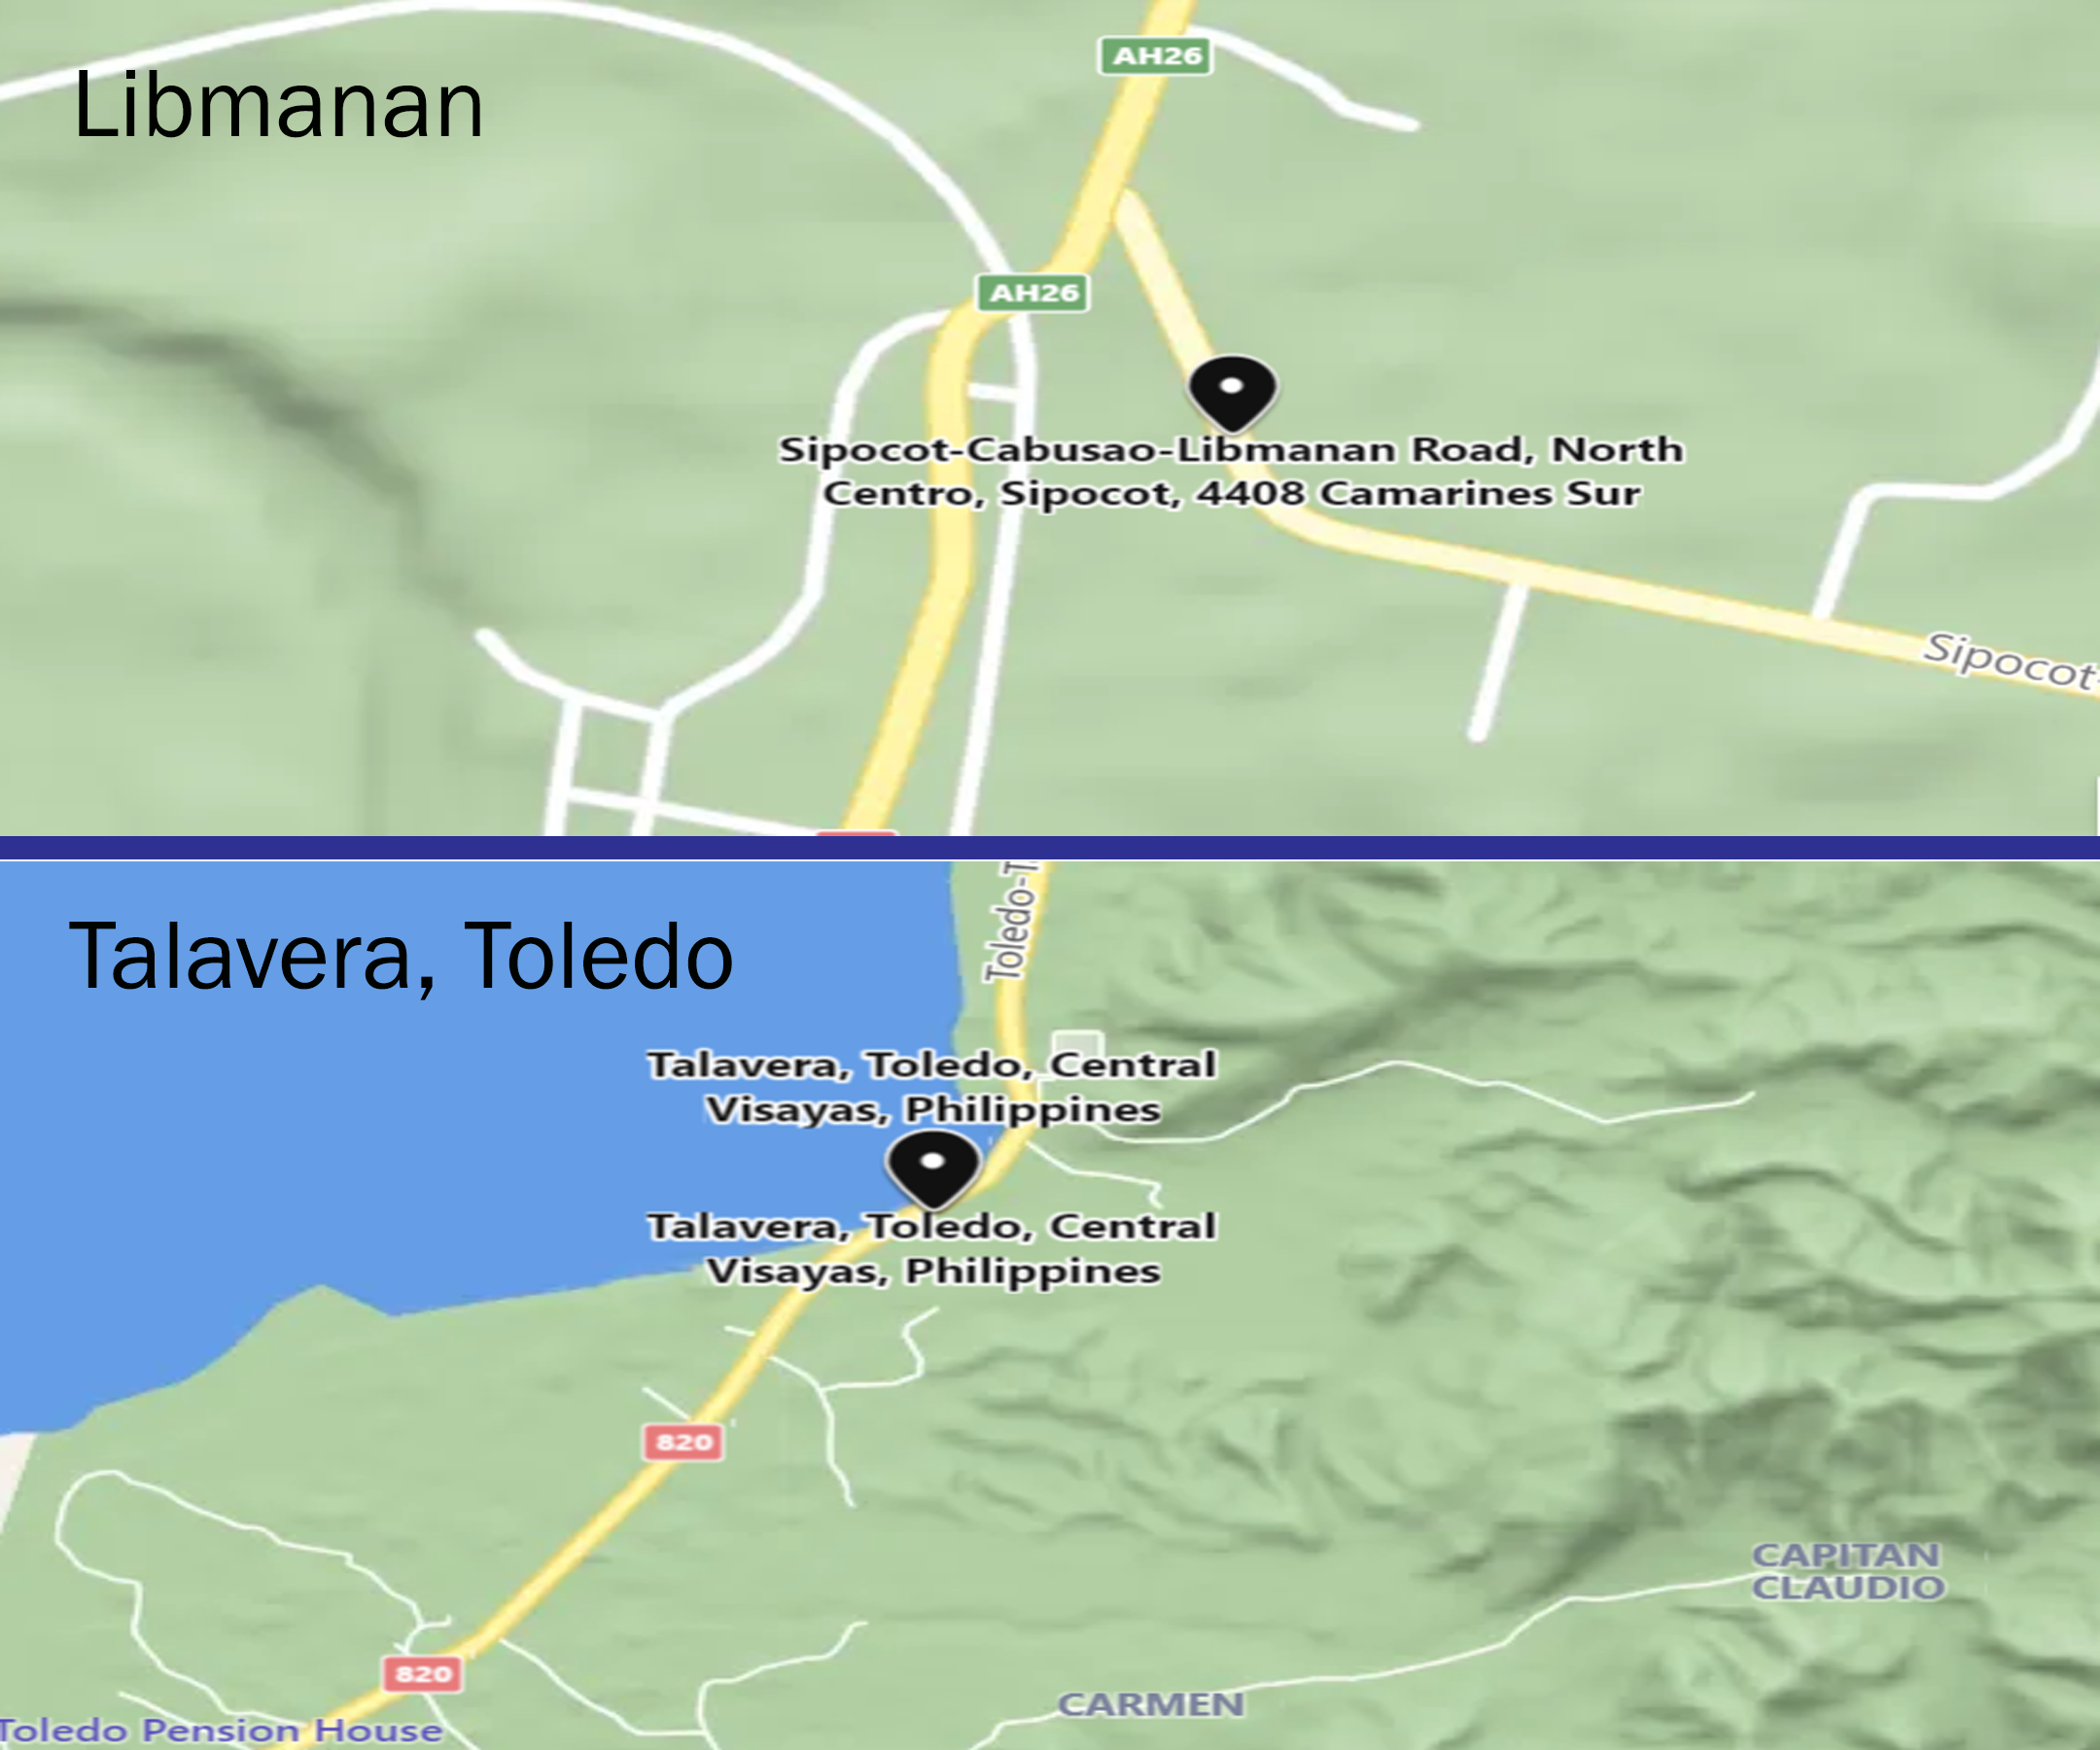 Libmanan
AH26
AH26
Sipocot-Cabusao-Libmanan Road, North
Centro, Sipocot, 4408 Camarines Sur
Sipocot-
Talavera, Toledo
Toledo-T
Talavera, Toledo, Central
Visayas, Philippines
Talavera, Toledo, Central
Visayas, Philippines
820
CAPITAN
CLAUDIO
820
CARMEN
Toledo Pension House